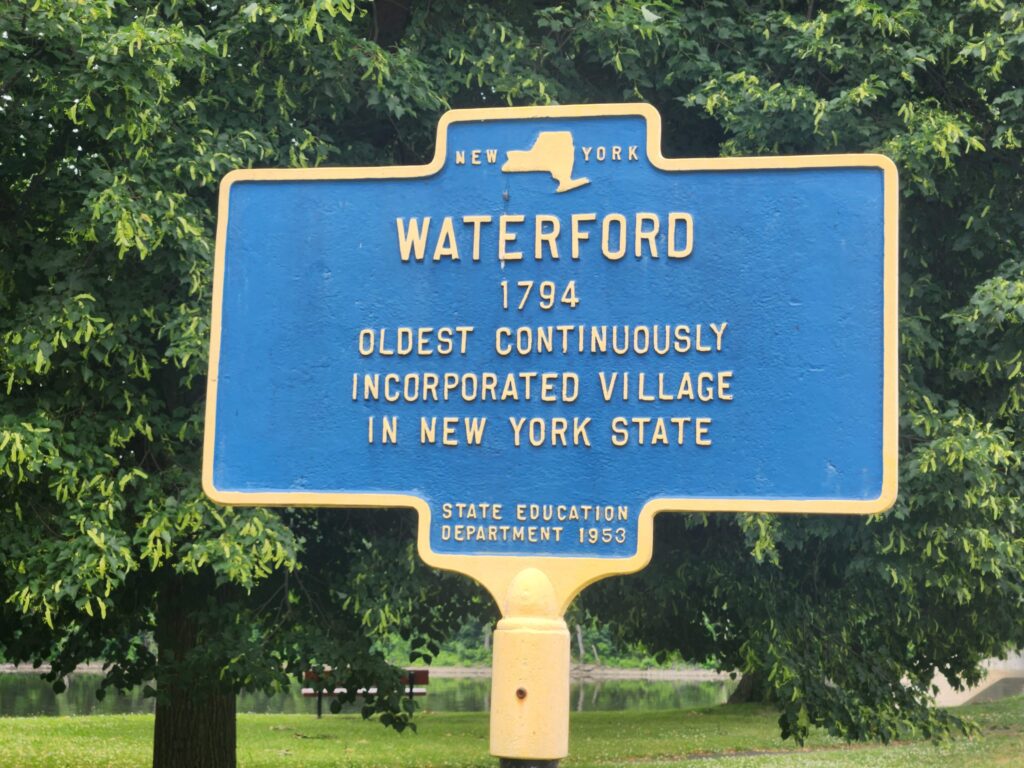 NEW YORK
WATERFORD
1794
OLDEST CONTINUOUSLY
INCORPORATED VILLAGE
IN NEW YORK STATE
STATE EDUCATION
DEPARTMENT 1953